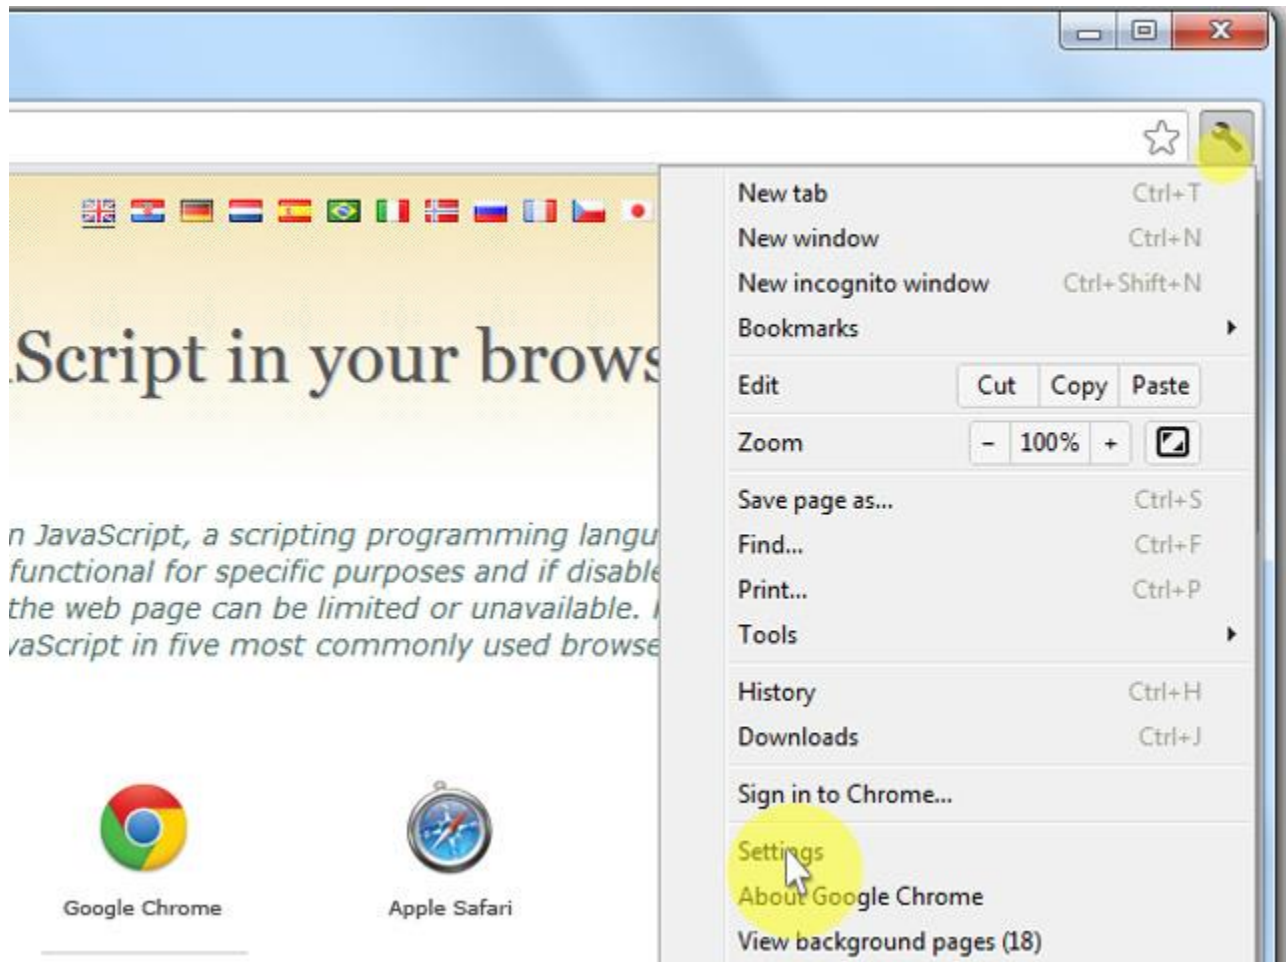 New tab Ctrl+T
New window Ctrl+N
New incognito window Ctrl+Shift+N
Bookmarks
Edit Cut Copy Paste
Zoom - 100% +
Save page as... Ctrl+S
Find... Ctrl+F
Print... Ctrl+P
Tools
History Ctrl+H
Downloads Ctrl+J
Sign in to Chrome...
Settings
About Google Chrome
View background pages (18)
Script in your brows
n JavaScript, a scripting programming langu
functional for specific purposes and if disable
the web page can be limited or unavailable.
vaScript in five most commonly used browse
Google Chrome
Apple Safari